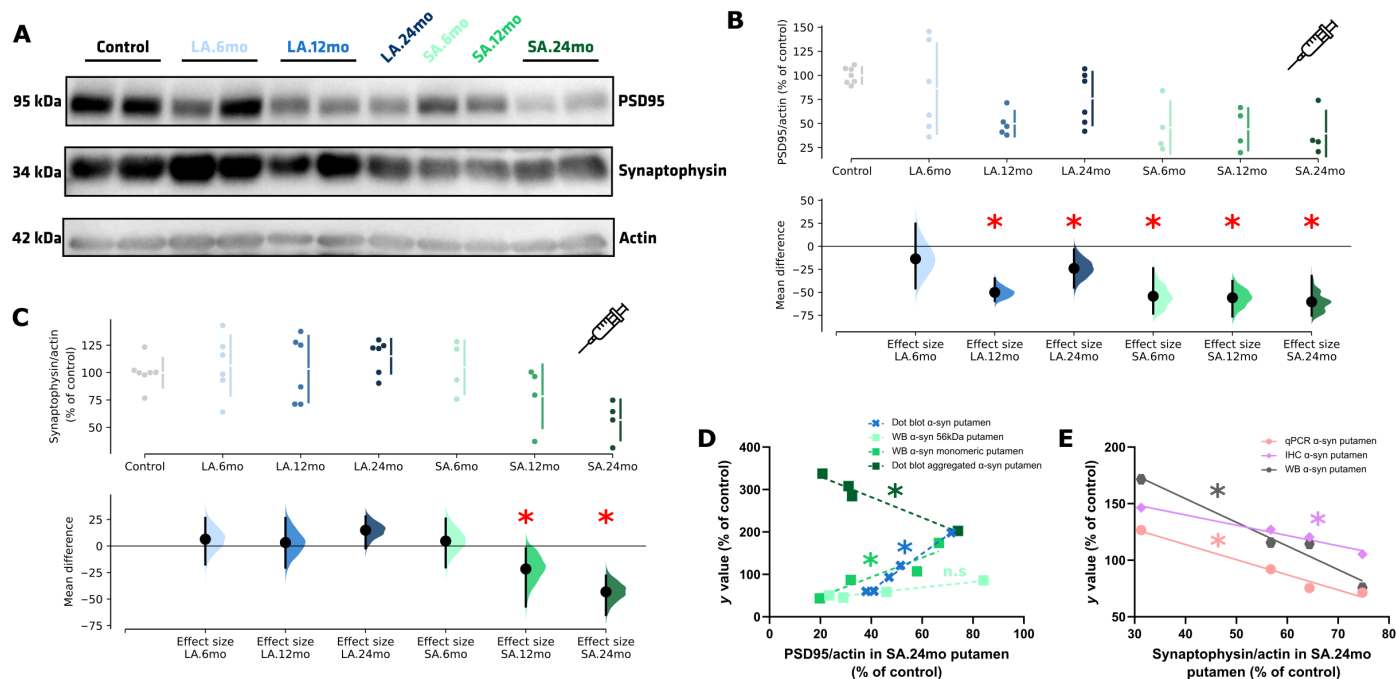 A
Control
LA.6mo
LA.12mo
LA.24mo
SA.6mo
SA.12mo
SA.24mo
95 kDa
PSD95
34 kDa
Synaptophysin
42 kDa
Actin
B
PSD95/actin (% of control)
150
125
100
75
50
25
Control
LA.6mo
LA.12mo
LA.24mo
SA.6mo
SA.12mo
SA.24mo
Mean difference
50
25
0
−25
−50
−75
* * * * *
Effect size LA.6mo
Effect size LA.12mo
Effect size LA.24mo
Effect size SA.6mo
Effect size SA.12mo
Effect size SA.24mo
C
Synaptophysin/actin
(% of control)
125
100
75
50
Control
LA.6mo
LA.12mo
LA.24mo
SA.6mo
SA.12mo
SA.24mo
Mean difference
25
0
−25
−50
−75
* *
Effect size LA.6mo
Effect size LA.12mo
Effect size LA.24mo
Effect size SA.6mo
Effect size SA.12mo
Effect size SA.24mo
D
Dot blot α-syn putamen
WB α-syn 56kDa putamen
WB α-syn monomeric putamen
Dot blot aggregated α-syn putamen
y value (% of control)
400
300
200
100
0
*
*
*
n.s
0 20 40 60 80 100
PSD95/actin in SA.24mo putamen
(% of control)
E
qPCR α-syn putamen
IHC α-syn putamen
WB α-syn putamen
y value (% of control)
200
150
100
50
*
*
*
30 40 50 60 70 80
Synaptophysin/actin in SA.24mo
putamen (% of control)